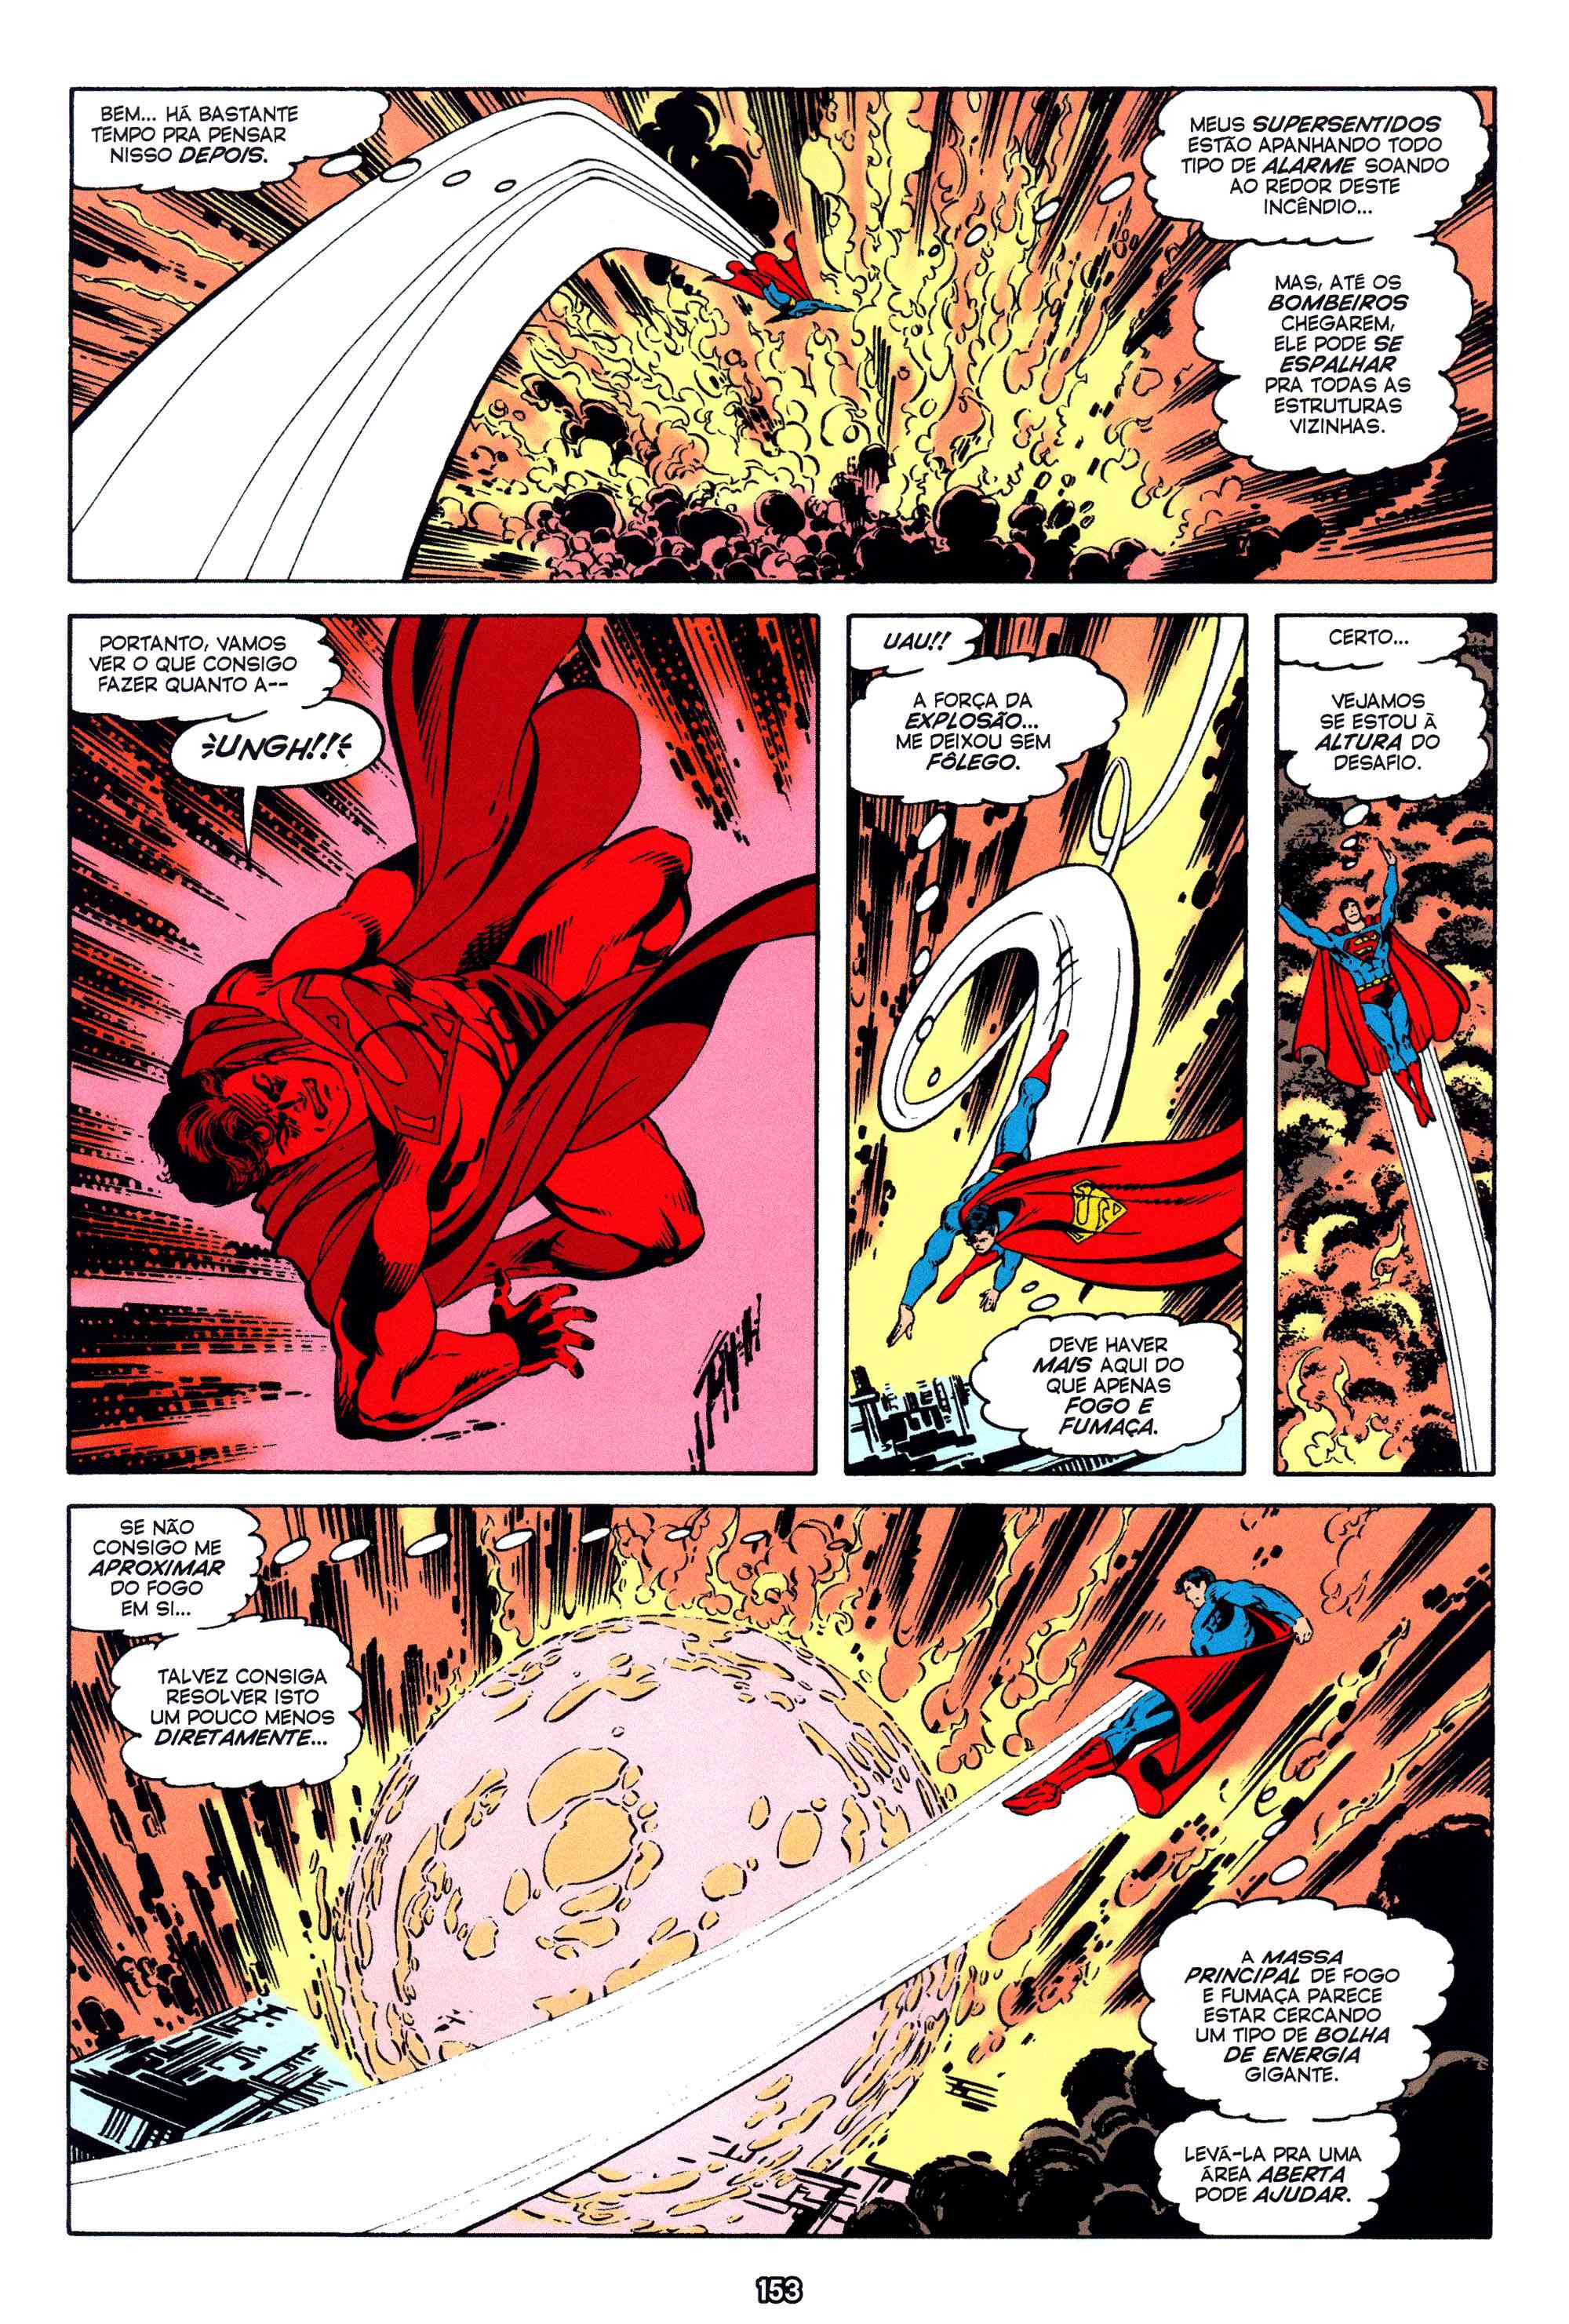 BEM... HÁ BASTANTE
TEMPO PRA PENSAR
NISSO DEPOIS.
MEUS SUPERSENTIDOS
ESTÃO APANHANDO TODO
TIPO DE ALARME SOANDO
AO REDOR DESTE
INCÊNDIO...
MAS, ATÉ OS
BOMBEIROS
CHEGAREM,
ELE PODE SE
ESPALHAR
PRA TODAS AS
ESTRUTURAS
VIZINHAS.
PORTANTO, VAMOS
VER O QUE CONSIGO
FAZER QUANTO A--
UNGH!!
UAU!!
A FORÇA DA
EXPLOSÃO...
ME DEIXOU SEM
FÔLEGO.
DEVE HAVER
MAIS AQUI DO
QUE APENAS
FOGO E
FUMAÇA.
CERTO...
VEJAMOS
SE ESTOU À
ALTURA DO
DESAFIO.
SE NÃO
CONSIGO ME
APROXIMAR
DO FOGO
EM SI...
TALVEZ CONSIGA
RESOLVER ISTO
UM POUCO MENOS
DIRETAMENTE...
A MASSA
PRINCIPAL DE FOGO
E FUMAÇA PARECE
ESTAR CERCANDO
UM TIPO DE BOLHA
DE ENERGIA
GIGANTE.
LEVÁ-LA PRA UMA
ÁREA ABERTA
PODE AJUDAR.
153